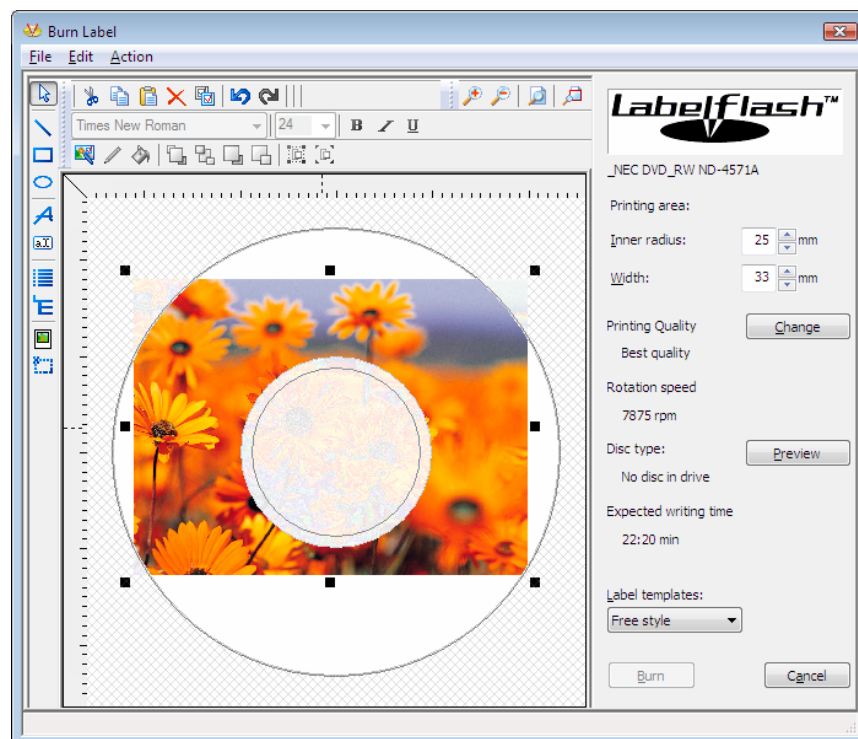 Burn Label
File Edit Action
Times New Roman 24 B I U
Labelflash™
_NEC DVD_RW ND-4571A
Printing area:
Inner radius: 25 mm
Width: 33 mm
Printing Quality Change
Best quality
Rotation speed
7875 rpm
Disc type: Preview
No disc in drive
Expected writing time
22:20 min
Label templates:
Free style
Burn Cancel